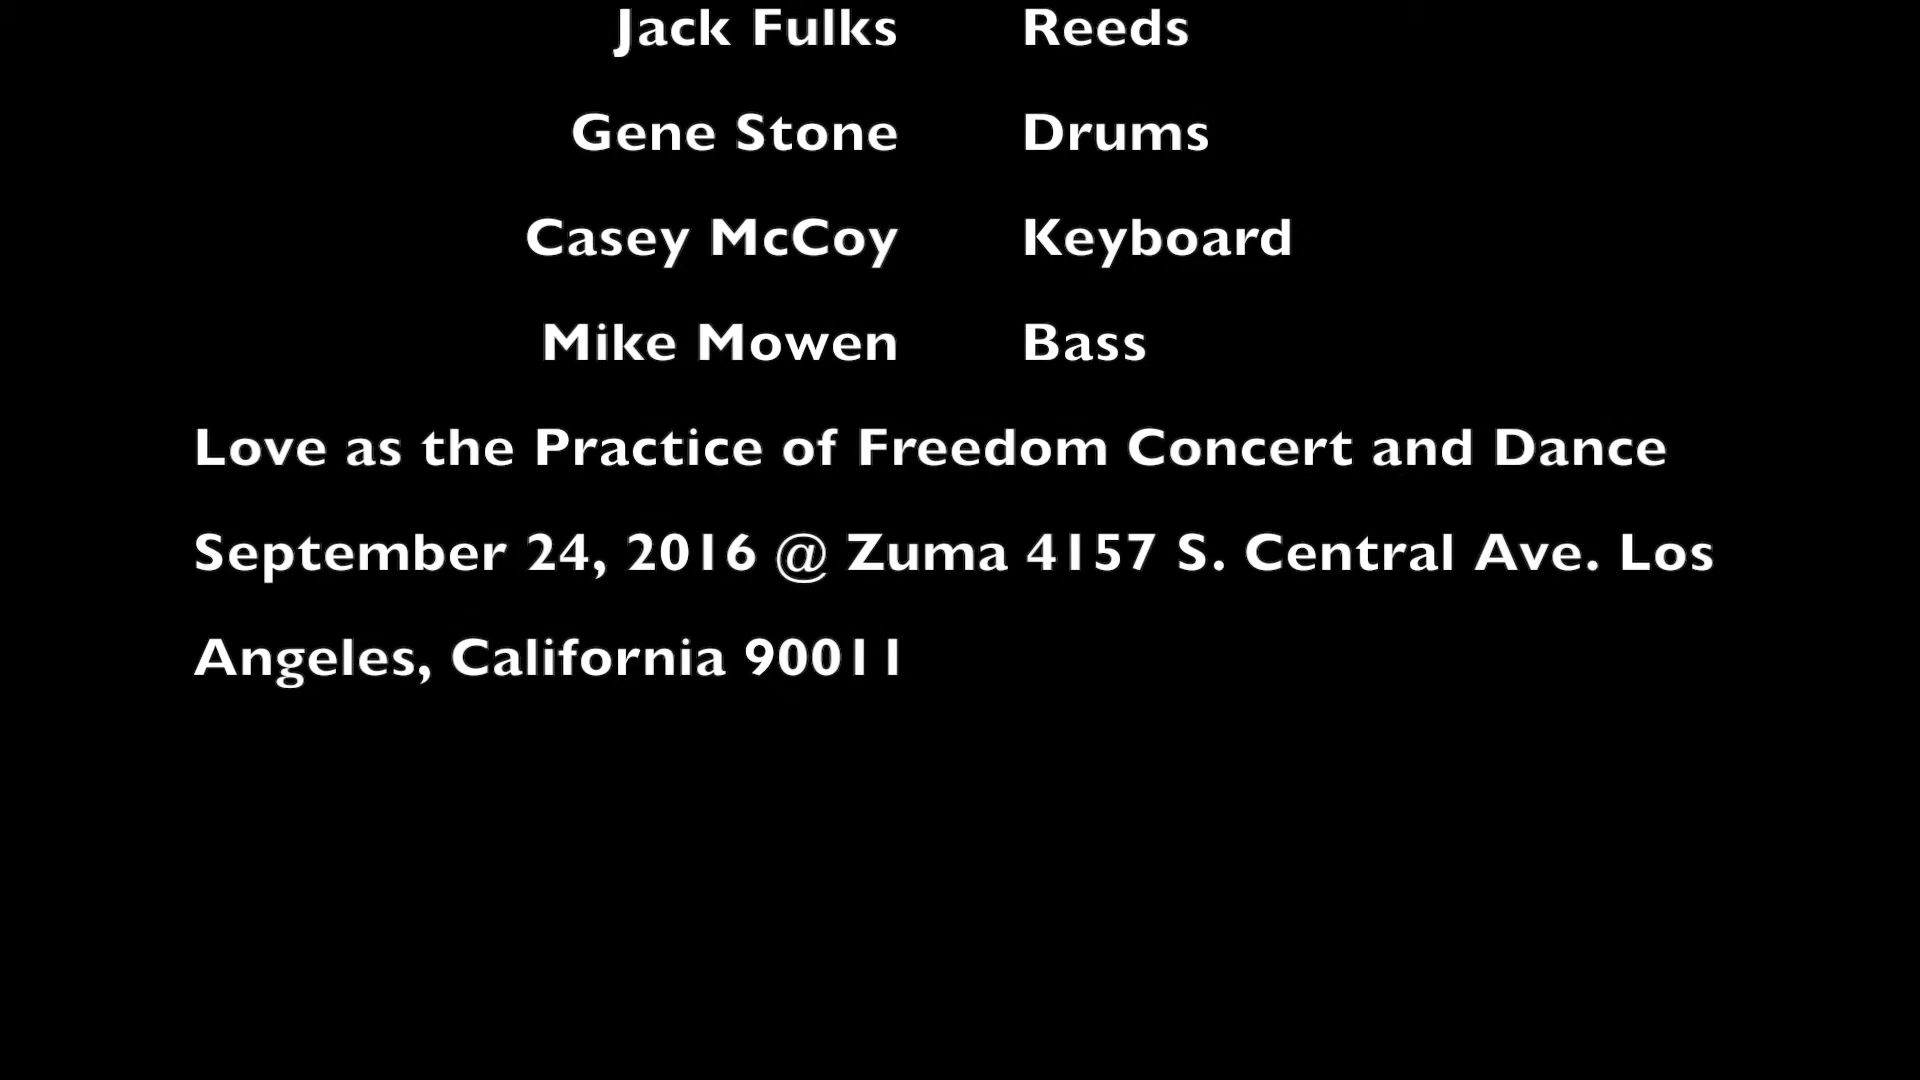 Jack Fulks Reeds
Gene Stone Drums
Casey McCoy Keyboard
Mike Mowen Bass
Love as the Practice of Freedom Concert and Dance
September 24, 2016 @ Zuma 4157 S. Central Ave. Los
Angeles, California 90011